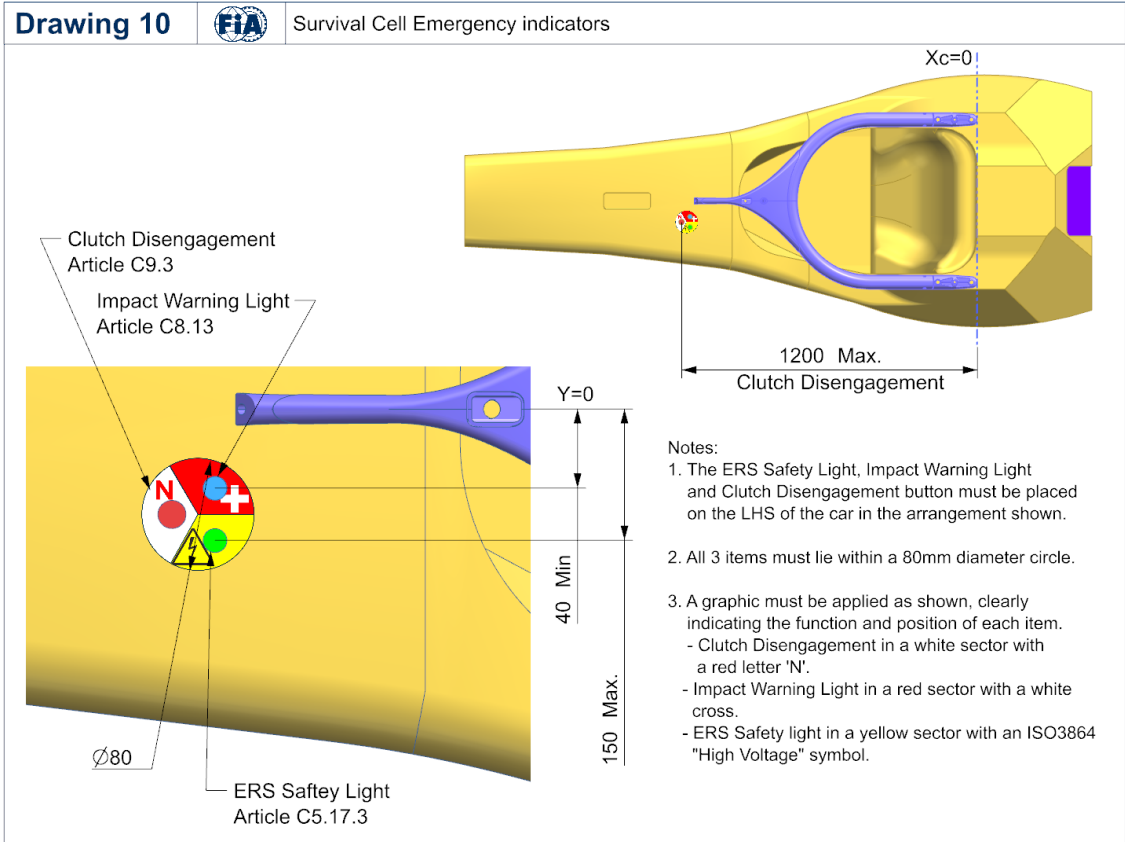 Drawing 10
FiA
Survival Cell Emergency indicators
Xc=0
1200 Max.
Clutch Disengagement
Clutch Disengagement
Article C9.3
Impact Warning Light
Article C8.13
Y=0
N
40 Min
150 Max.
Ø80
ERS Saftey Light
Article C5.17.3
Notes:
1. The ERS Safety Light, Impact Warning Light
and Clutch Disengagement button must be placed
on the LHS of the car in the arrangement shown.
2. All 3 items must lie within a 80mm diameter circle.
3. A graphic must be applied as shown, clearly
indicating the function and position of each item.
- Clutch Disengagement in a white sector with
a red letter 'N'.
- Impact Warning Light in a red sector with a white
cross.
- ERS Safety light in a yellow sector with an ISO3864
"High Voltage" symbol.